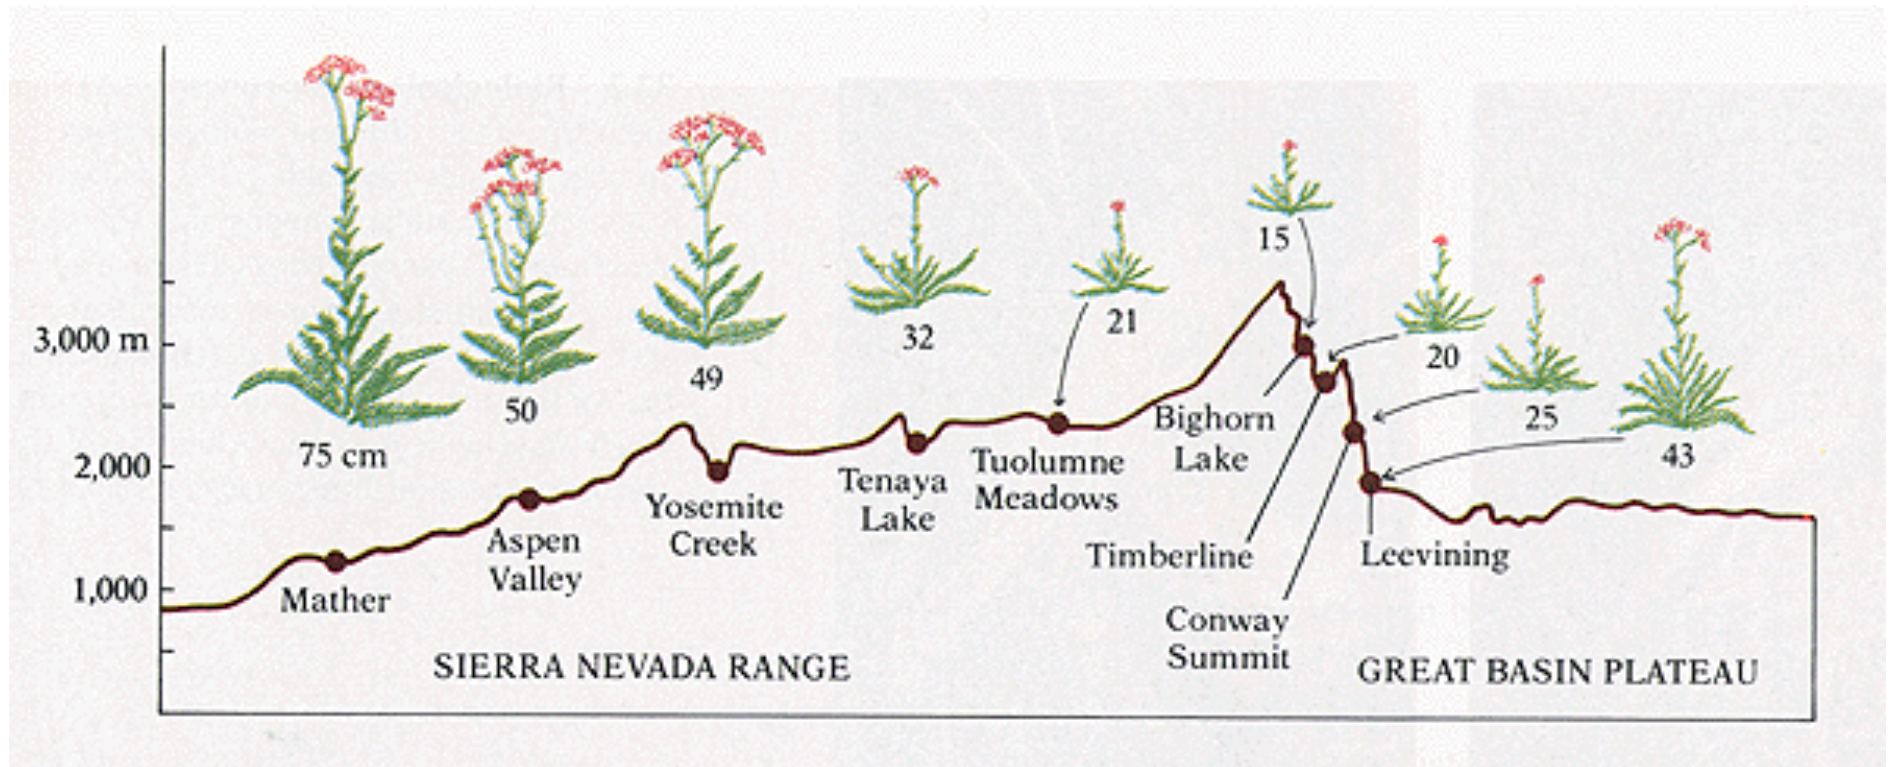 75 cm
50
49
32
21
15
20
25
43
3,000 m
2,000
1,000
Mather
Aspen
Valley
Yosemite
Creek
Tenaya
Lake
Tuolumne
Meadows
Bighorn
Lake
Timberline
Conway
Summit
Leevining
SIERRA NEVADA RANGE
GREAT BASIN PLATEAU